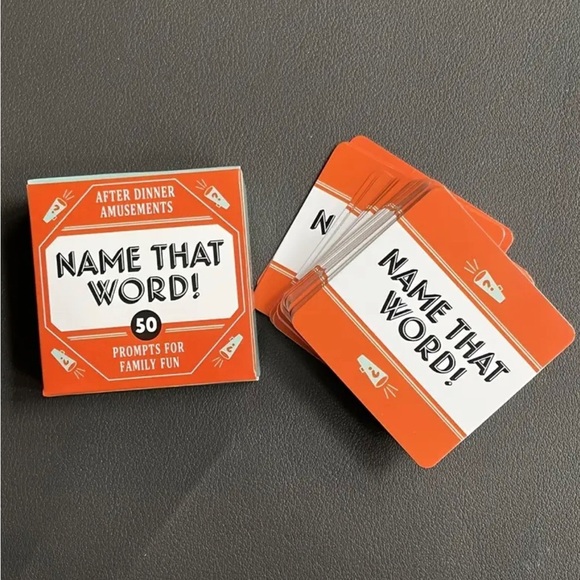 AFTER DINNER
AMUSEMENTS
NAME THAT
WORD!
50
PROMPTS FOR
FAMILY FUN
N
NAME THAT
WORD!